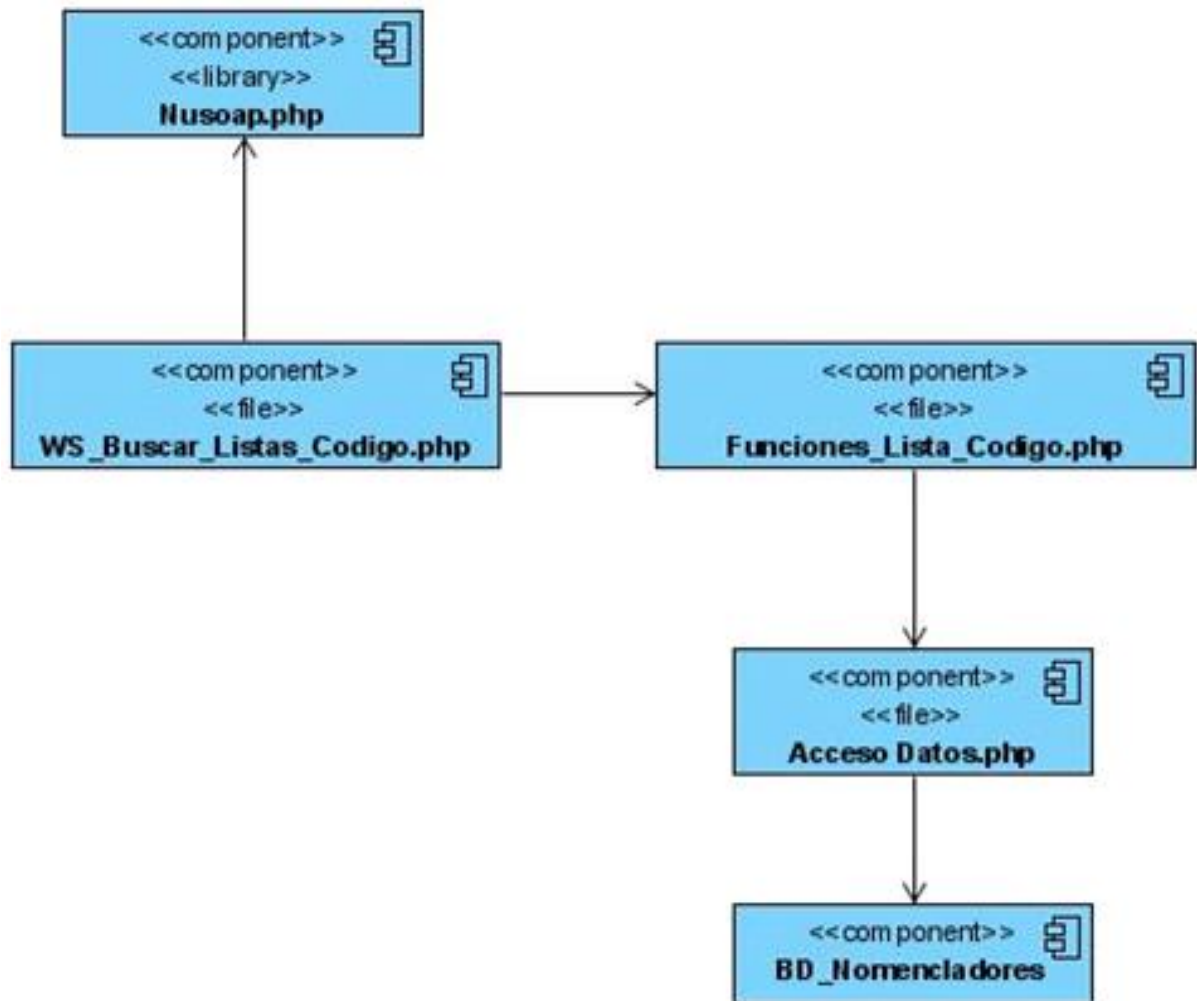 <<component>>
<<library>>
Nusoap.php
<<component>>
<<file>>
WS_Buscar_Listas_Codigo.php
<<component>>
<<file>>
Funciones_Lista_Codigo.php
<<component>>
<<file>>
Acceso Datos.php
<<component>>
BD_Nomencladores